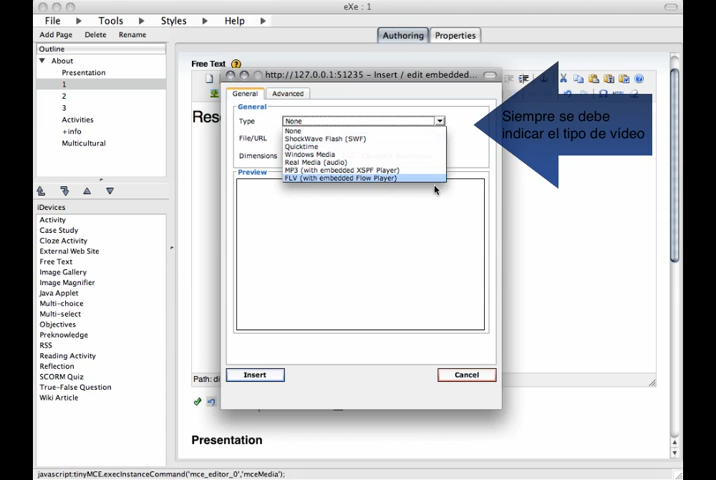 eXe : 1
File Tools Styles Help
Add Page Delete Rename
Authoring Properties
Outline
About
Presentation
1
2
3
Activities
+info
Multicultural
iDevices
Activity
Case Study
Cloze Activity
External Web Site
Free Text
Image Gallery
Image Magnifier
Java Applet
Multi-choice
Multi-select
Objectives
Preknowledge
RSS
Reading Activity
Reflection
SCORM Quiz
True-False Question
Wiki Article
Free Text
http://127.0.0.1:51235 – Insert / edit embedded...
General Advanced
General
Type None
None
ShockWave Flash (SWF)
Quicktime
Windows Media
Real Media (audio)
MP3 (with embedded XSPF Player)
FLV (with embedded Flow Player)
File/URL
Dimensions
Preview
Insert Cancel
Siempre se debe
indicar el tipo de vídeo
Path:
Presentation
javascript:tinyMCE.execInstanceCommand('mce_editor_0','mceMedia');